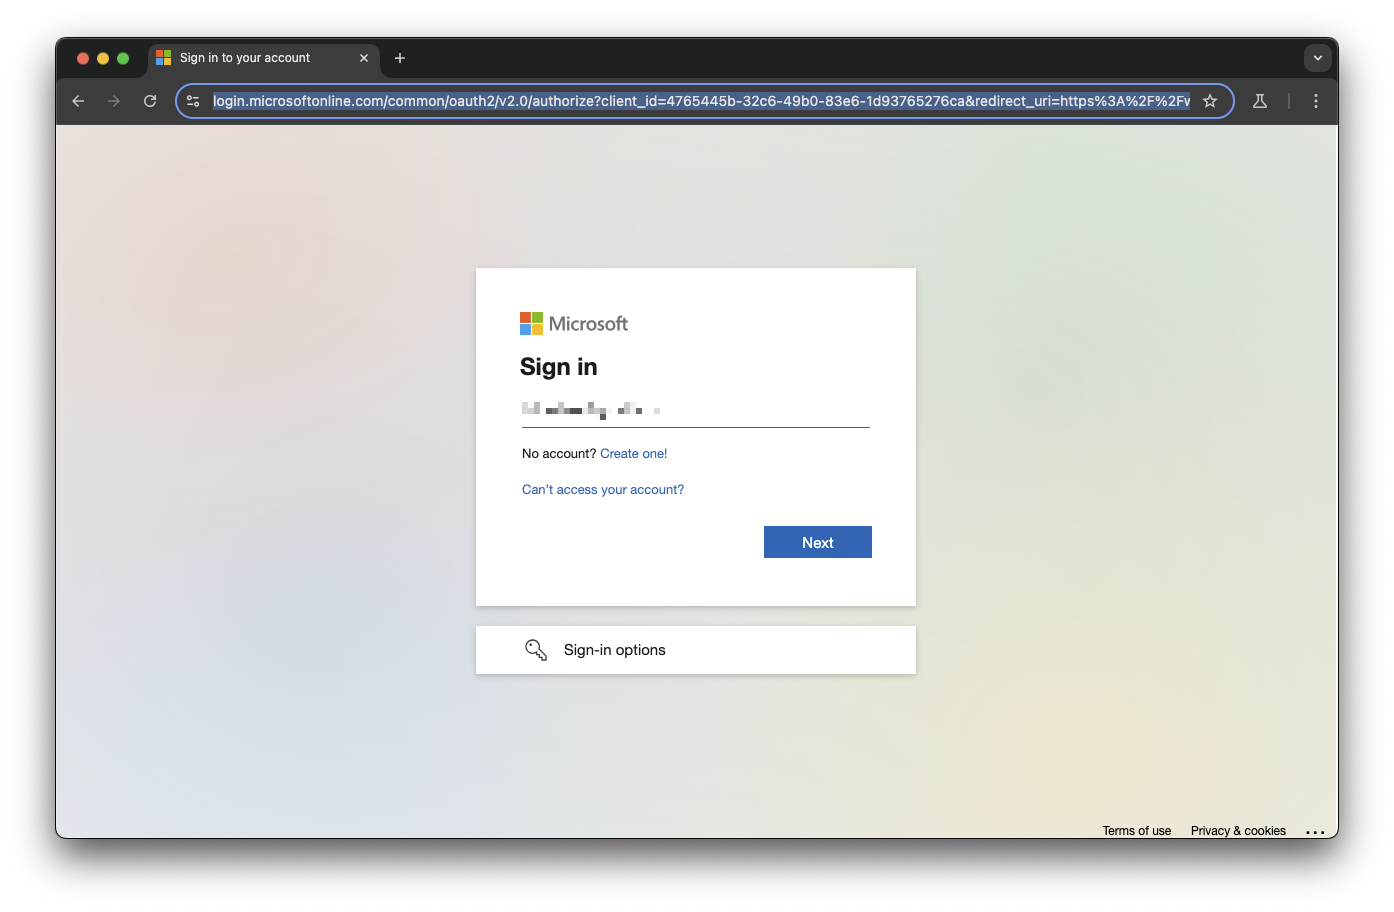 Sign in to your account
login.microsoftonline.com/common/oauth2/v2.0/authorize?client_id=4765445b-32c6-49b0-83e6-1d93765276ca&redirect_uri=https%3A%2F%2Fw
Microsoft
Sign in
No account? Create one!
Can't access your account?
Next
Sign-in options
Terms of use Privacy & cookies